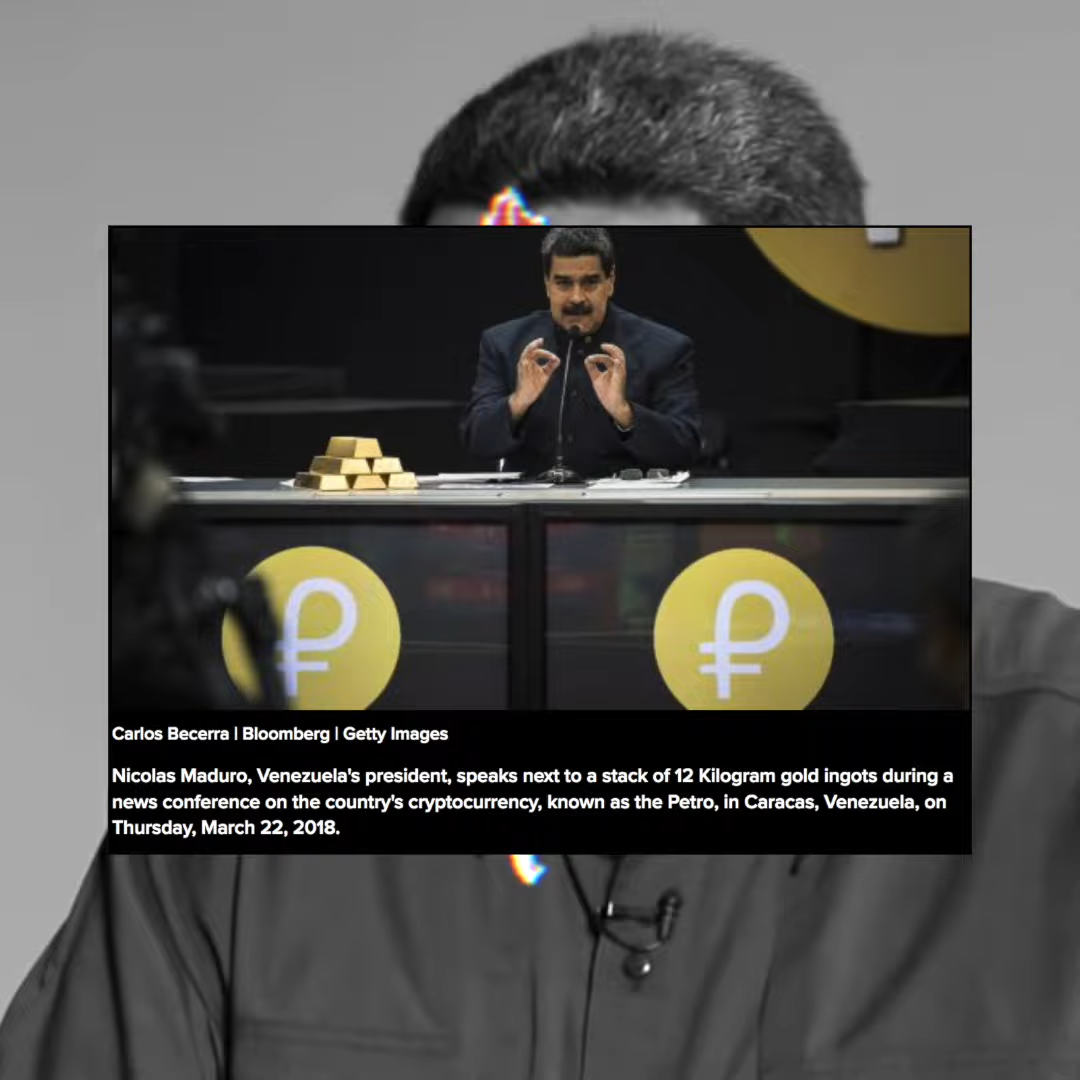 Carlos Becerra | Bloomberg | Getty Images
Nicolas Maduro, Venezuela's president, speaks next to a stack of 12 Kilogram gold ingots during a
news conference on the country's cryptocurrency, known as the Petro, in Caracas, Venezuela, on
Thursday, March 22, 2018.